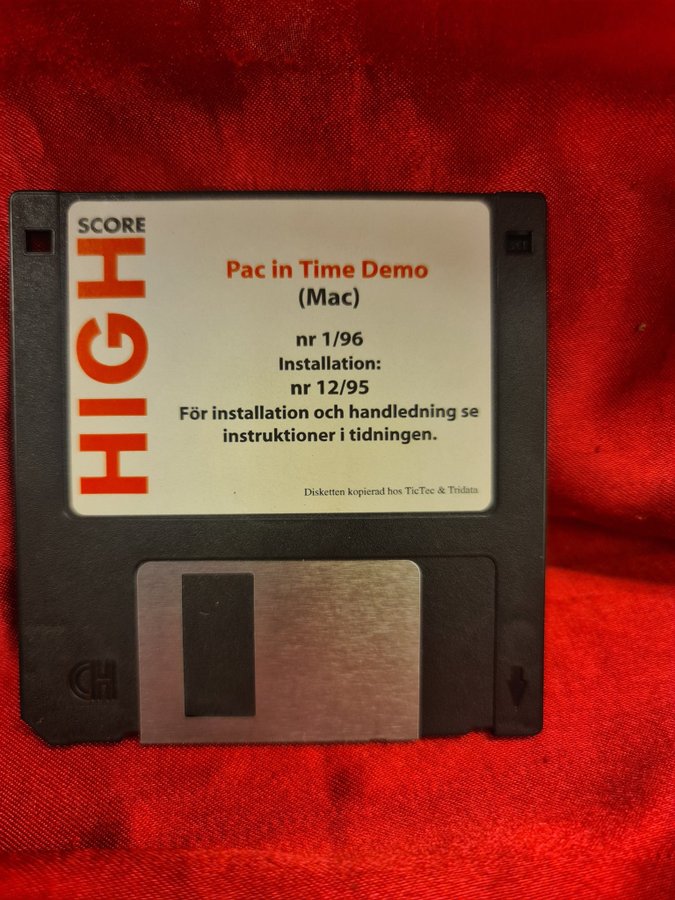 SCORE
HIGH
Pac in Time Demo
(Mac)
nr 1/96
Installation:
nr 12/95
För installation och handledning se
instruktioner i tidningen.
Disketten kopierad hos TicTec & Tridata